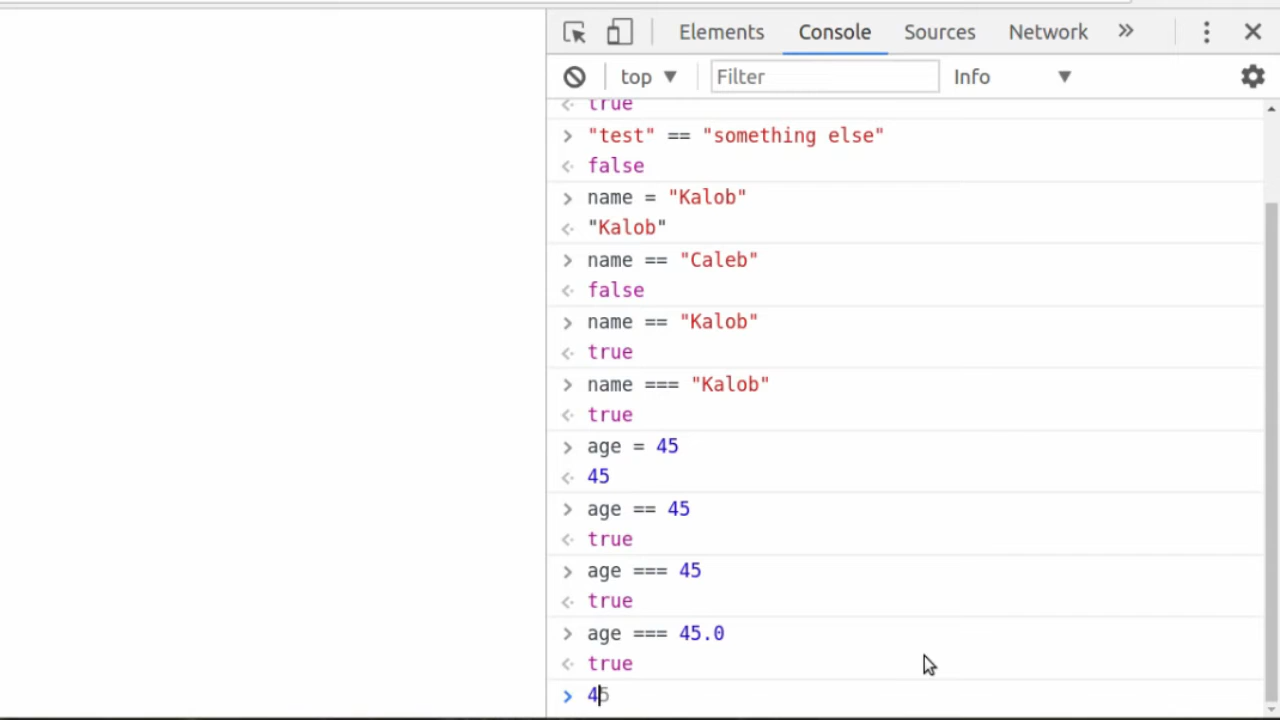 Elements Console Sources Network »
top ▼ Filter Info ▼
true
> "test" == "something else"
false
> name = "Kalob"
"Kalob"
> name == "Caleb"
false
> name == "Kalob"
true
> name === "Kalob"
true
> age = 45
45
> age == 45
true
> age === 45
true
> age === 45.0
true
> 45